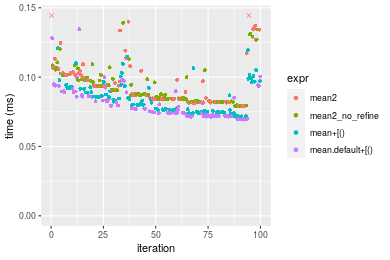 0.15
0.10
0.05
0.00
time (ms)
0
25
50
75
100
iteration
expr
mean2
mean2_no_refine
mean+[()
mean.default+[()